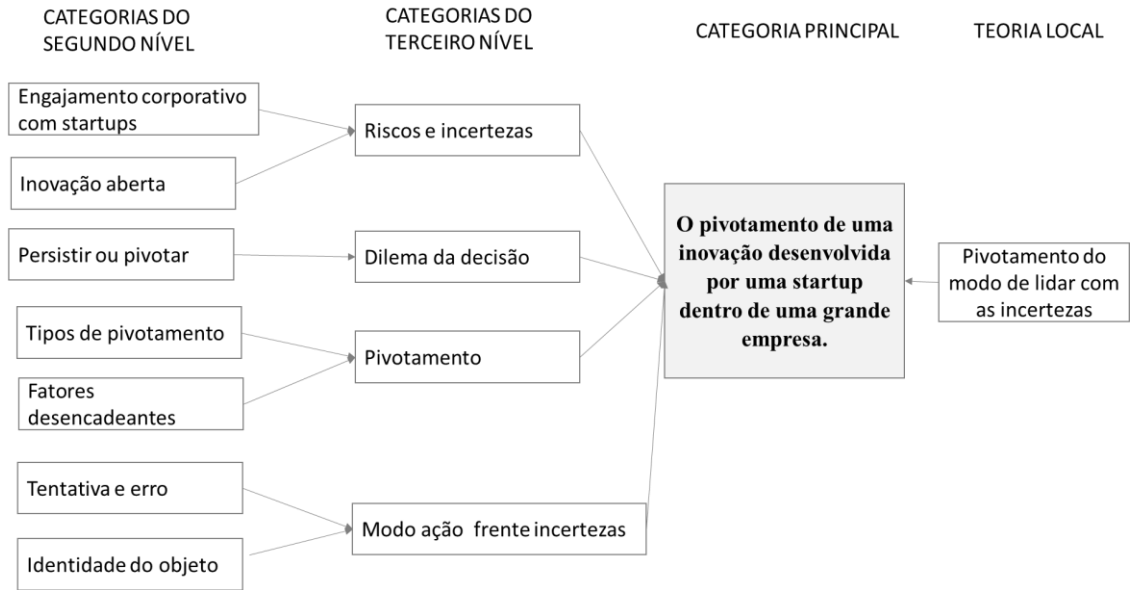 CATEGORIAS DO
SEGUNDO NÍVEL
CATEGORIAS DO
TERCEIRO NÍVEL
CATEGORIA PRINCIPAL
TEORIA LOCAL
Engajamento corporativo
com startups
Inovação aberta
Persistir ou pivotar
Tipos de pivotamento
Fatores
desencadeantes
Tentativa e erro
Identidade do objeto
Riscos e incertezas
Dilema da decisão
Pivotamento
Modo ação frente incertezas
O pivotamento de uma
inovação desenvolvida
por uma startup
dentro de uma grande
empresa.
Pivotamento do
modo de lidar com
as incertezas